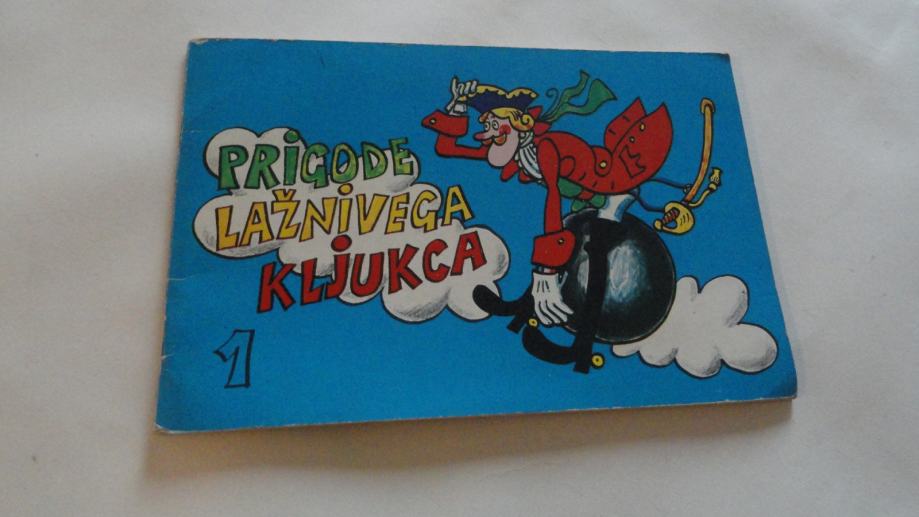 PRIGODE
LAŽNIVEGA
KLJUKCA
1